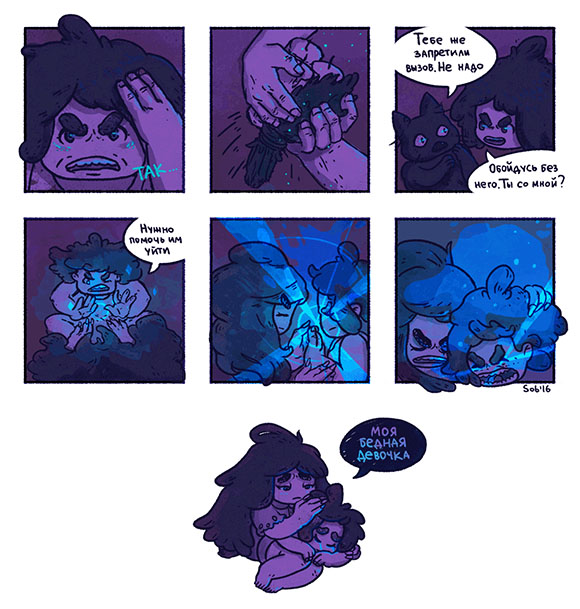 ТАК...
Тебе же
запретили
вызов. Не надо
Обойдусь без
него. Ты со мной?
Нужно
помочь им
уйти
Sob'16
МОЯ
БЕДНАЯ
ДЕВОЧКА